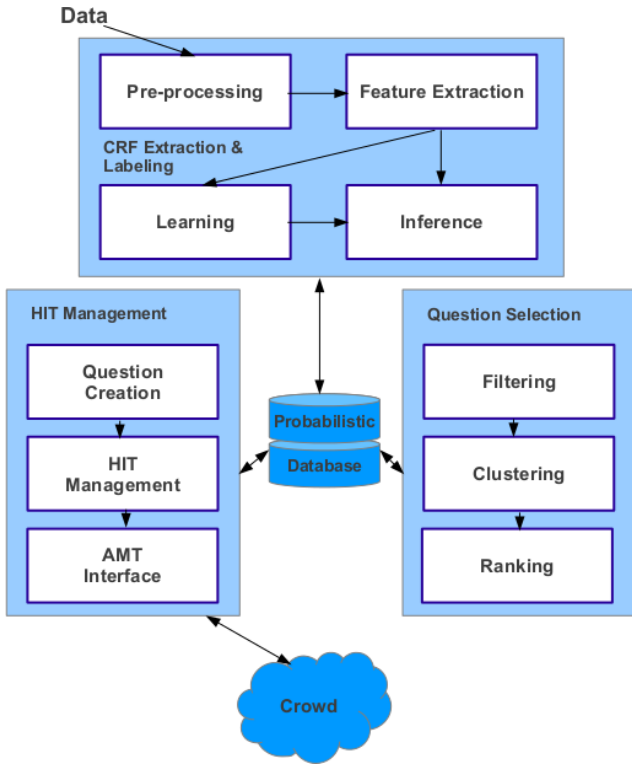 Data
Pre-processing
Feature Extraction
CRF Extraction &
Labeling
Learning
Inference
HIT Management
Question
Creation
HIT
Management
AMT
Interface
Probabilistic
Database
Question Selection
Filtering
Clustering
Ranking
Crowd